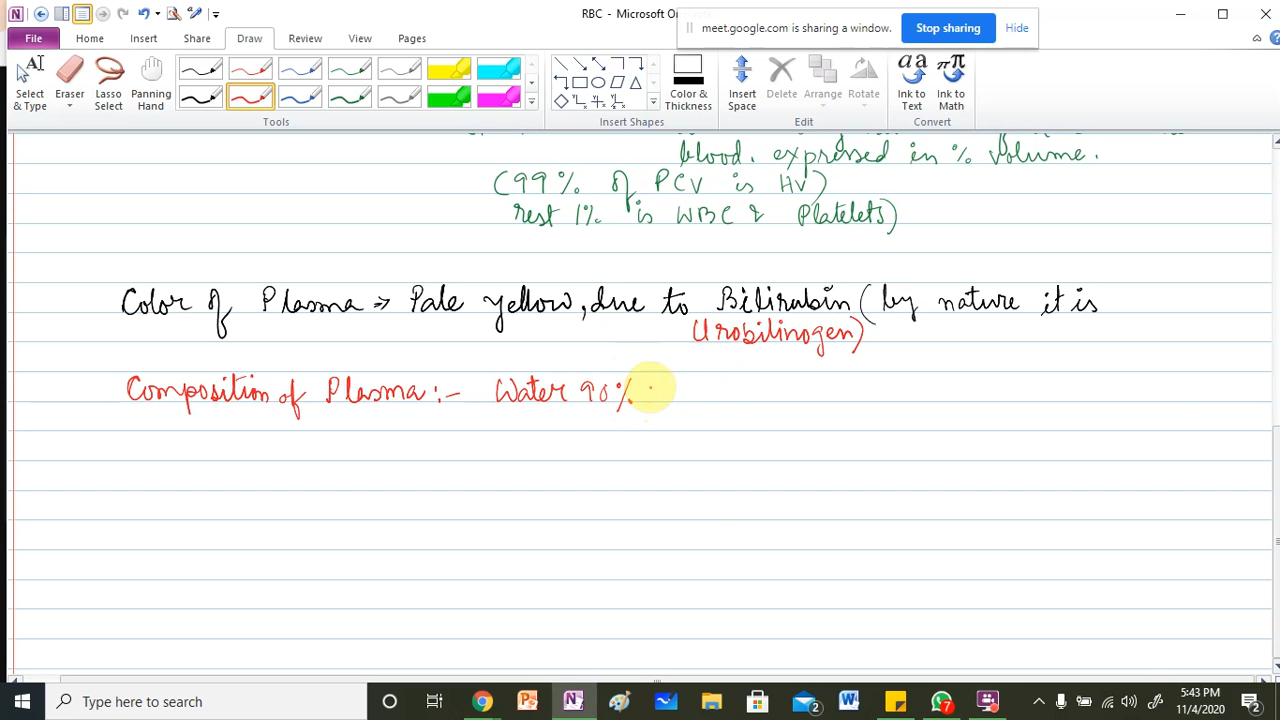 RBC - Microsoft On
meet.google.com is sharing a window.
Stop sharing
Hide
File Home Insert Share Draw Review View Pages
Select & Type
Eraser
Lasso Select
Panning Hand
Color & Thickness
Insert Space
Delete
Arrange
Rotate
Ink to Text
Ink to Math
Tools
Insert Shapes
Edit
Convert
blood. expressed in % Volume.
(99% of PCV is HV)
rest 1% is WBC & Platelets)
Color of Plasma → Pale yellow, due to Bilirubin (by nature it is
Urobilinogen)
Composition of Plasma :- Water 90%
Type here to search
2
7
5:43 PM
11/4/2020
2